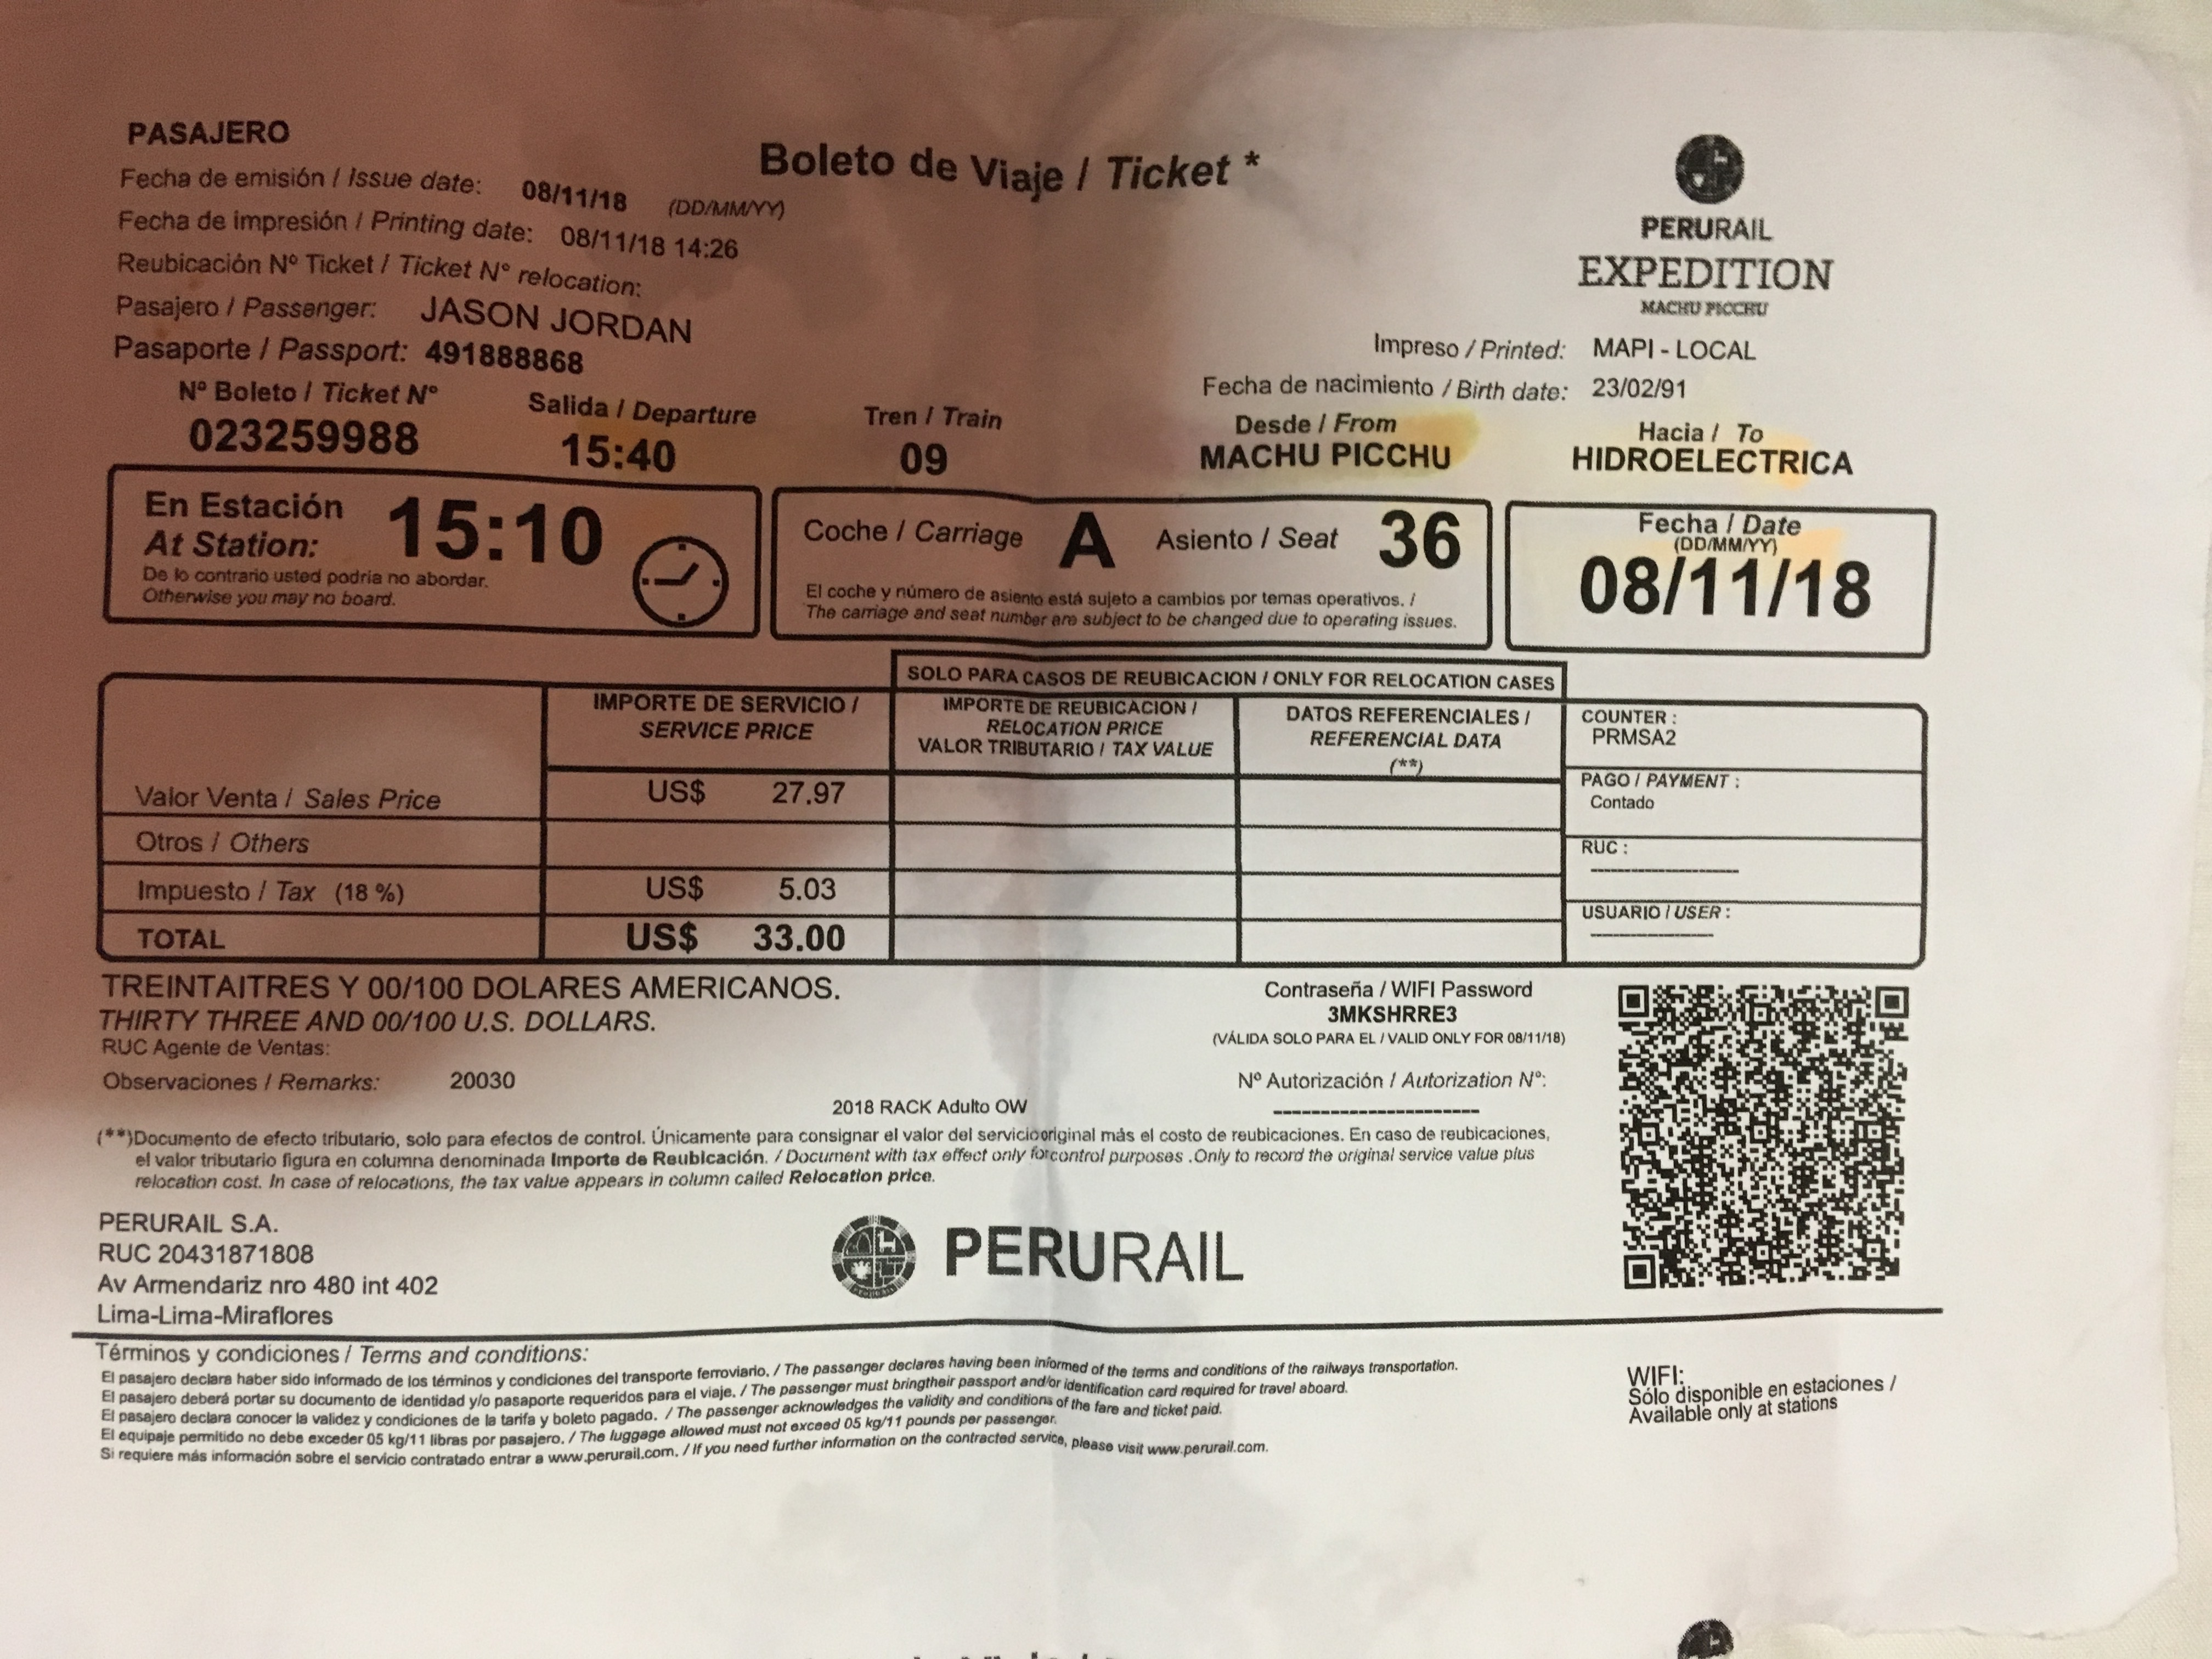 PASAJERO
Boleto de Viaje / Ticket *
Fecha de emisión / Issue date: 08/11/18 (DD/MM/YY)
Fecha de impresión / Printing date: 08/11/18 14:26
Reubicación Nº Ticket / Ticket N° relocation:
Pasajero / Passenger: JASON JORDAN
Pasaporte / Passport: 491888868
PERURAIL
EXPEDITION
MACHU PICCHU
Impreso / Printed: MAPI - LOCAL
Fecha de nacimiento / Birth date: 23/02/91
Nº Boleto / Ticket N° Salida / Departure Tren / Train Desde / From Hacia / To
023259988 15:40 09 MACHU PICCHU HIDROELECTRICA
En Estación
At Station: 15:10
De lo contrario usted podría no abordar.
Otherwise you may no board.
Coche / Carriage A Asiento / Seat 36
El coche y número de asiento está sujeto a cambios por temas operativos. /
The carriage and seat number are subject to be changed due to operating issues.
Fecha / Date
(DD/MM/YY)
08/11/18
SOLO PARA CASOS DE REUBICACION / ONLY FOR RELOCATION CASES
IMPORTE DE SERVICIO /
SERVICE PRICE
IMPORTE DE REUBICACION /
RELOCATION PRICE
VALOR TRIBUTARIO / TAX VALUE
DATOS REFERENCIALES /
REFERENCIAL DATA
(**)
COUNTER :
PRMSA2
PAGO / PAYMENT :
Contado
RUC :
--------------------
USUARIO / USER :
--------------------
Valor Venta / Sales Price US$ 27.97
Otros / Others
Impuesto / Tax (18 %) US$ 5.03
TOTAL US$ 33.00
TREINTAITRES Y 00/100 DOLARES AMERICANOS.
THIRTY THREE AND 00/100 U.S. DOLLARS.
RUC Agente de Ventas:
Observaciones / Remarks: 20030
2018 RACK Adulto OW
Contraseña / WIFI Password
3MKSHRRE3
(VÁLIDA SOLO PARA EL / VALID ONLY FOR 08/11/18)
Nº Autorización / Autorization N°:
----------------------
(**)Documento de efecto tributario, solo para efectos de control. Únicamente para consignar el valor del serviciooriginal más el costo de reubicaciones. En caso de reubicaciones,
el valor tributario figura en columna denominada Importe de Reubicación. / Document with tax effect only forcontrol purposes .Only to record the original service value plus
relocation cost. In case of relocations, the tax value appears in column called Relocation price.
PERURAIL S.A.
RUC 20431871808
Av Armendariz nro 480 int 402
Lima-Lima-Miraflores
PERURAIL
Términos y condiciones / Terms and conditions:
El pasajero declara haber sido informado de los términos y condiciones del transporte ferroviario. / The passenger declares having been informed of the terms and conditions of the railways transportation.
El pasajero deberá portar su documento de identidad y/o pasaporte requeridos para el viaje. / The passenger must bringtheir passport and/or identification card required for travel aboard.
El pasajero declara conocer la validez y condiciones de la tarifa y boleto pagado. / The passenger acknowledges the validity and conditions of the fare and ticket paid.
El equipaje permitido no debe exceder 05 kg/11 libras por pasajero. / The luggage allowed must not exceed 05 kg/11 pounds per passenger.
Si requiere más información sobre el servicio contratado entrar a www.perurail.com. / If you need further information on the contracted service, please visit www.perurail.com.
WIFI:
Sólo disponible en estaciones /
Available only at stations